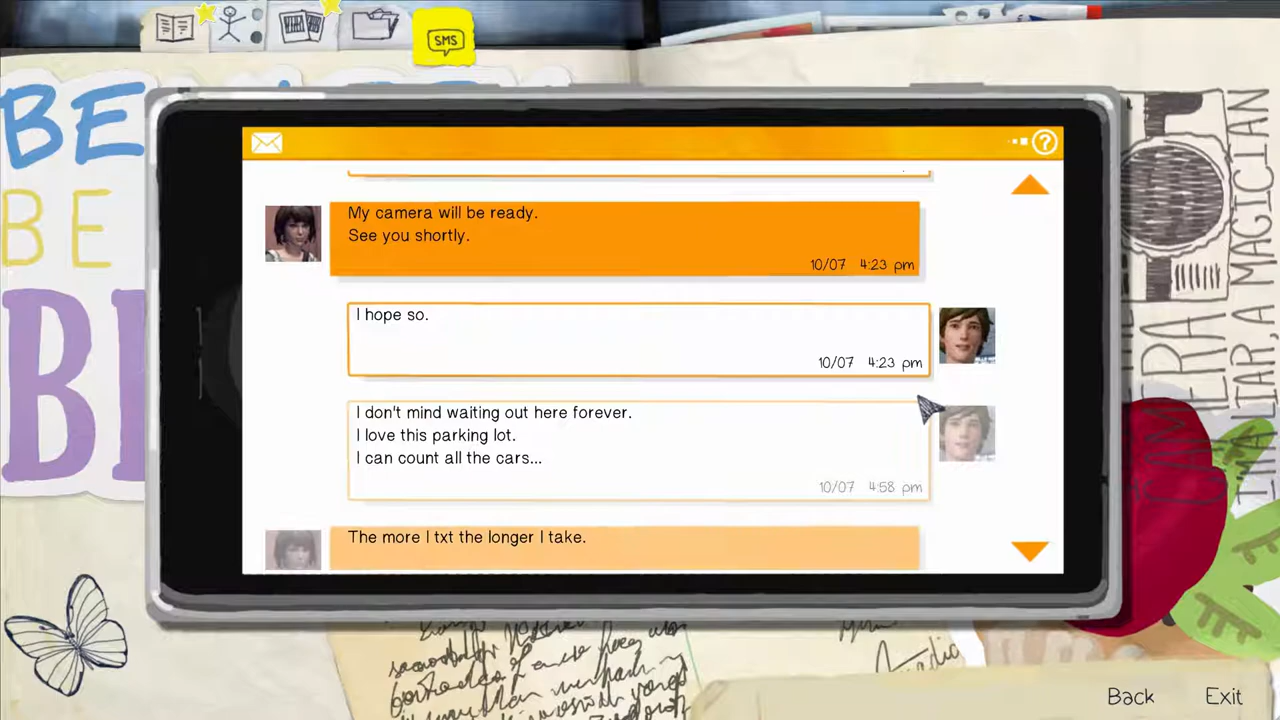 SMS
?
BE
BE
My camera will be ready.
See you shortly.
10/07 4:23 pm
I hope so.
10/07 4:23 pm
I don't mind waiting out here forever.
I love this parking lot.
I can count all the cars...
10/07 4:58 pm
The more I txt the longer I take.
Back Exit